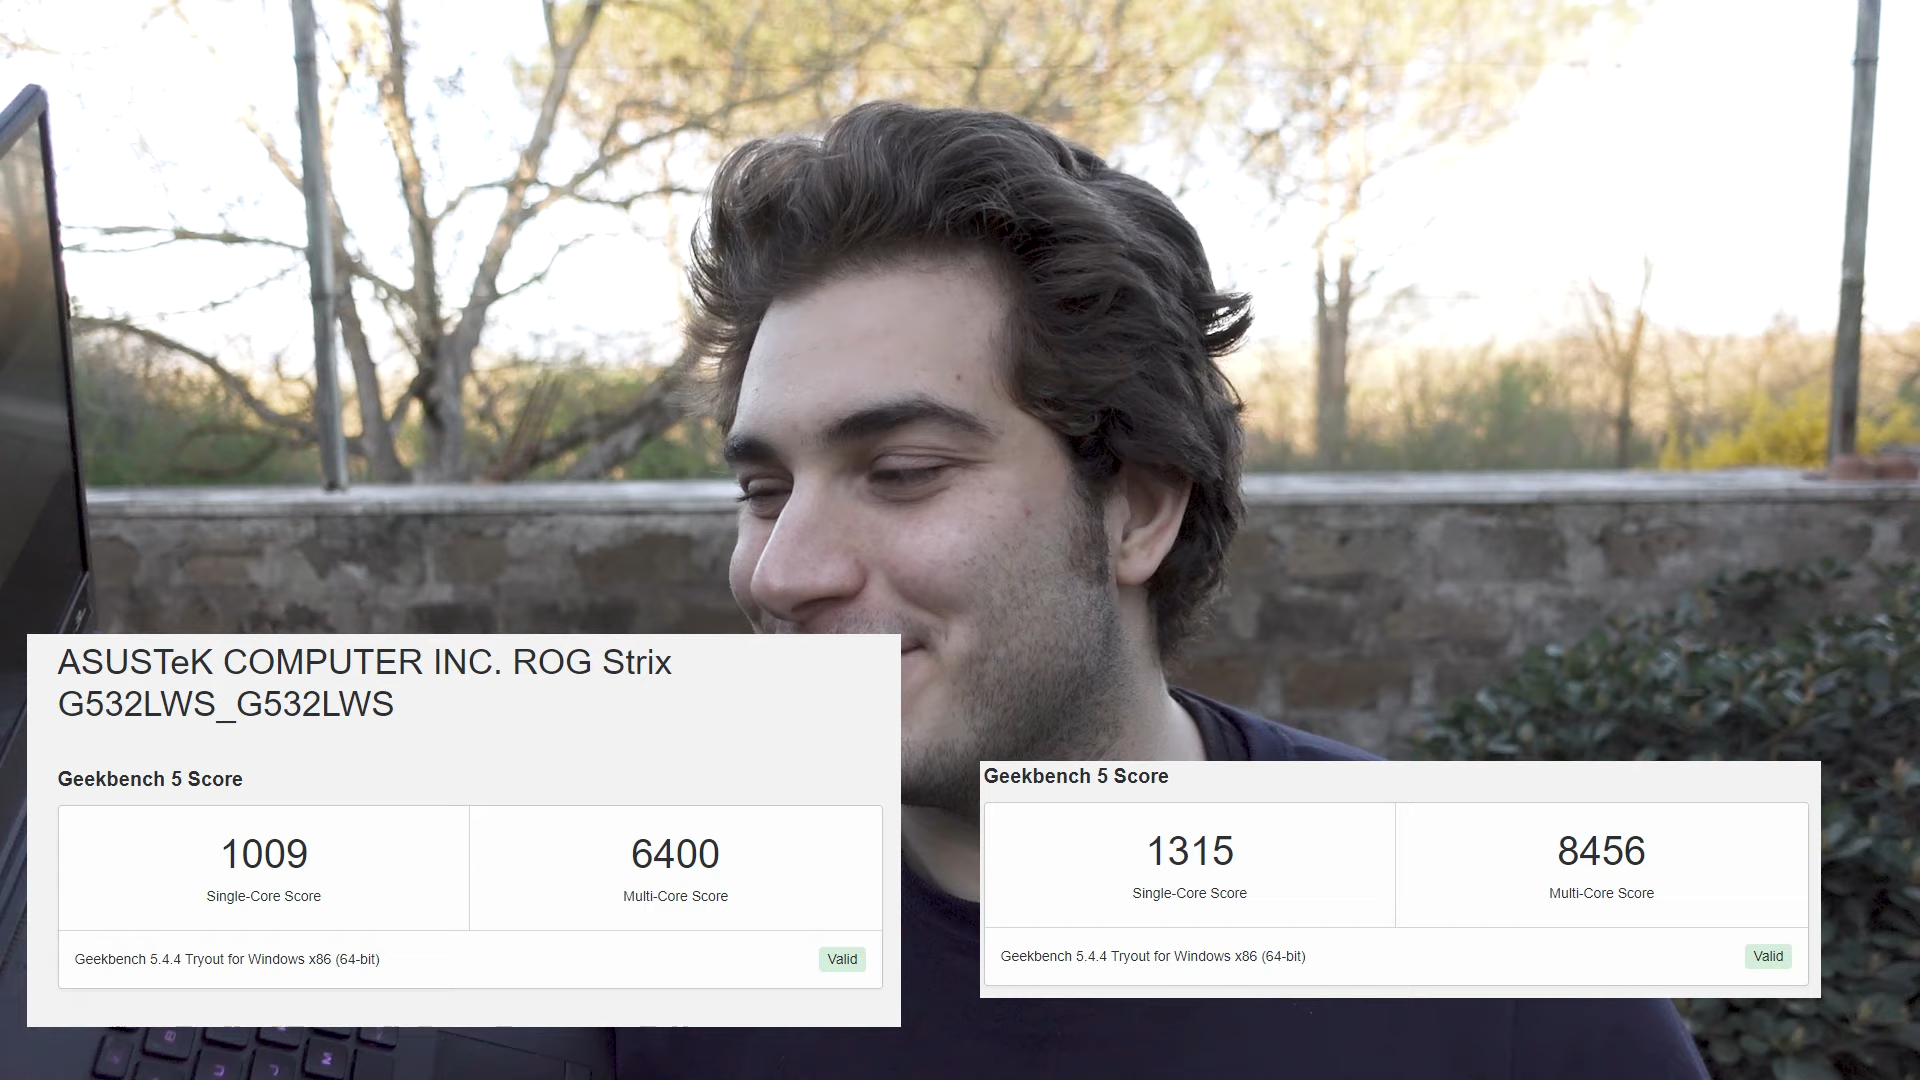 ASUSTeK COMPUTER INC. ROG Strix
G532LWS_G532LWS
Geekbench 5 Score
1009
Single-Core Score
6400
Multi-Core Score
Geekbench 5.4.4 Tryout for Windows x86 (64-bit)
Valid
Geekbench 5 Score
1315
Single-Core Score
8456
Multi-Core Score
Geekbench 5.4.4 Tryout for Windows x86 (64-bit)
Valid